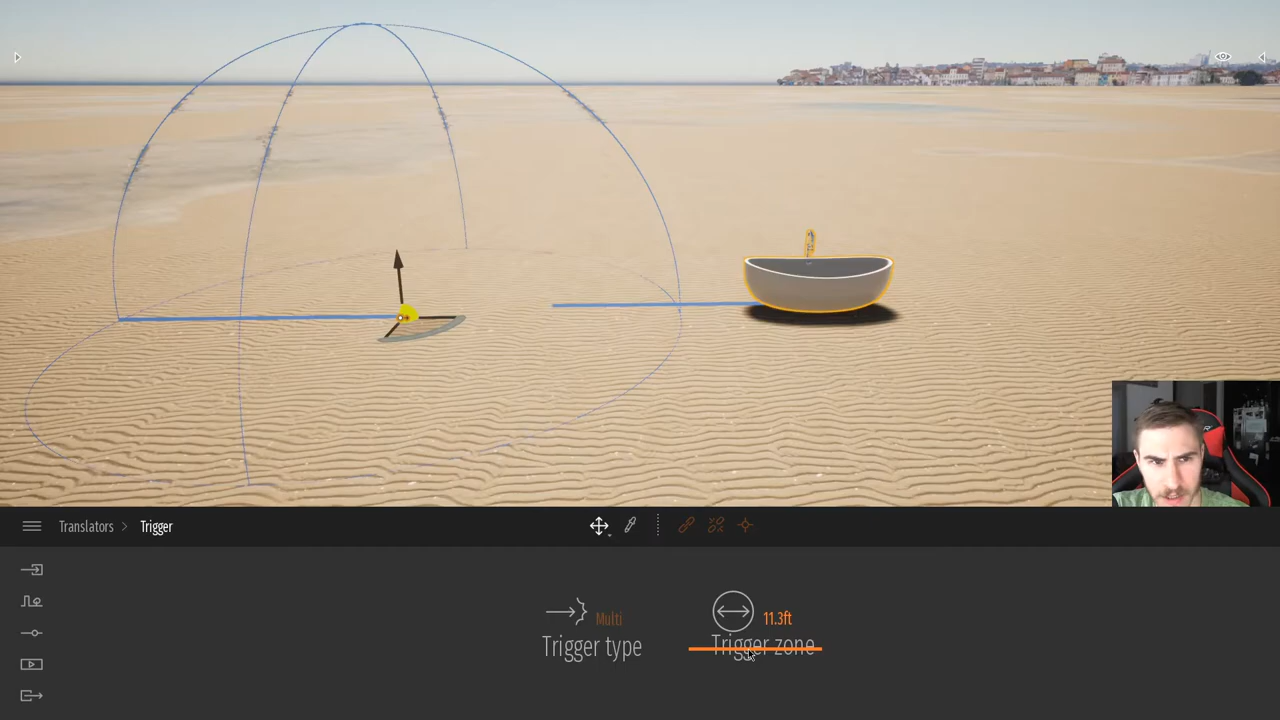 Translators > Trigger
Multi
Trigger type
11.3ft
Trigger zone